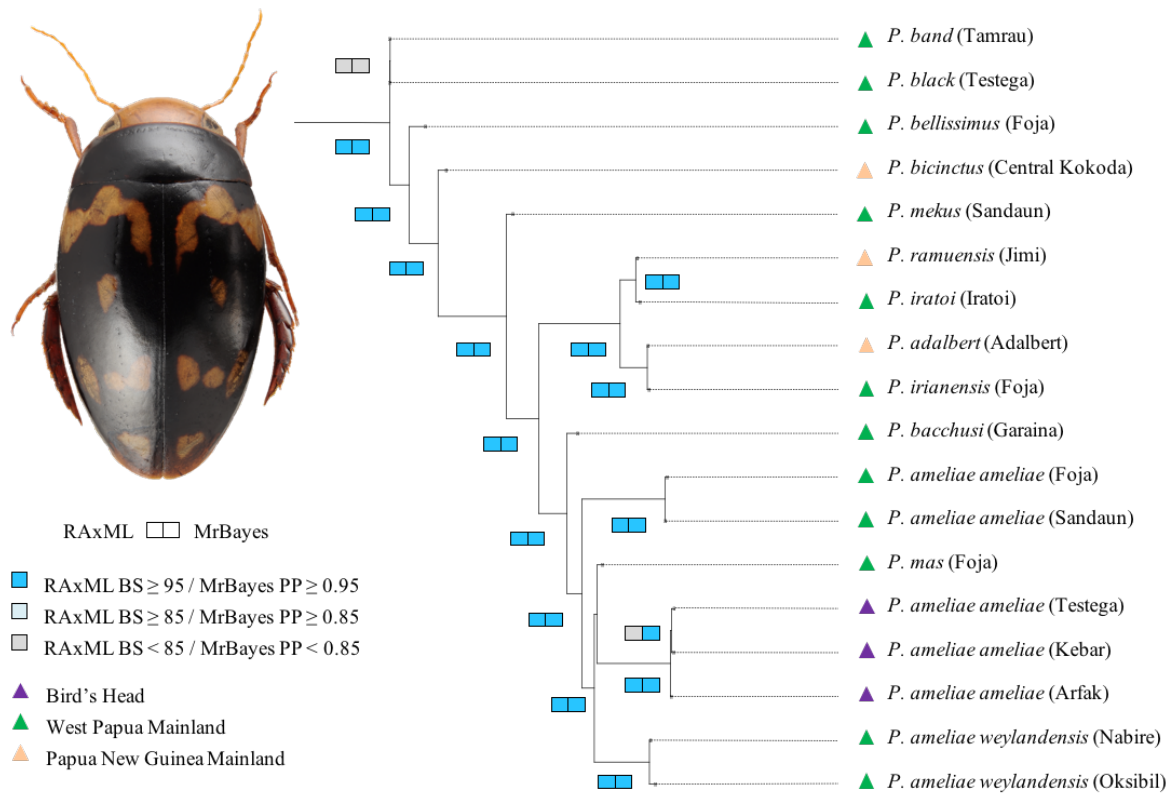 P. band (Tamrau)
P. black (Testega)
P. bellissimus (Foja)
P. bicinctus (Central Kokoda)
P. mekus (Sandaun)
P. ramuensis (Jimi)
P. iratoi (Iratoi)
P. adalbert (Adalbert)
P. irianensis (Foja)
P. bacchusi (Garaina)
P. ameliae ameliae (Foja)
P. ameliae ameliae (Sandaun)
P. mas (Foja)
P. ameliae ameliae (Testega)
P. ameliae ameliae (Kebar)
P. ameliae ameliae (Arfak)
P. ameliae weylandensis (Nabire)
P. ameliae weylandensis (Oksibil)
RAxML MrBayes
RAxML BS ≥ 95 / MrBayes PP ≥ 0.95
RAxML BS ≥ 85 / MrBayes PP ≥ 0.85
RAxML BS < 85 / MrBayes PP < 0.85
Bird's Head
West Papua Mainland
Papua New Guinea Mainland